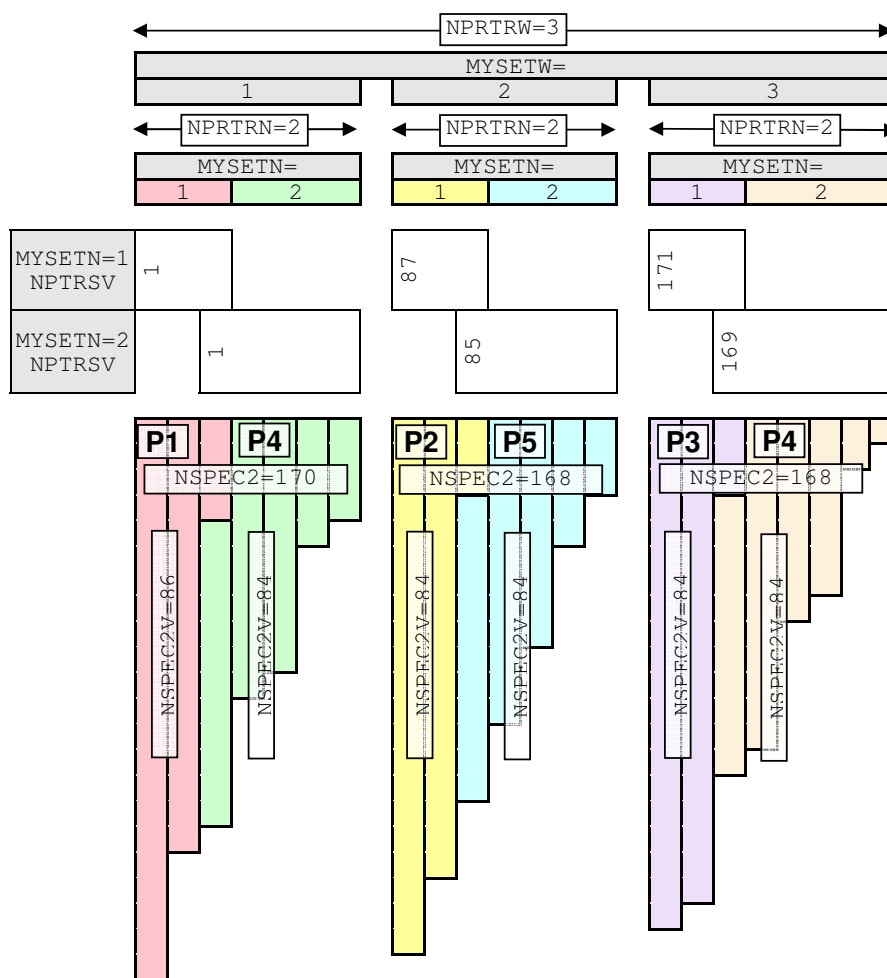 NPRTRW=3
MYSETW=
1 2 3
NPRTRN=2 NPRTRN=2 NPRTRN=2
MYSETN= MYSETN= MYSETN=
1 2 1 2 1 2
MYSETN=1
NPTRSV
1 87 171
MYSETN=2
NPTRSV
1 85 169
P1 P4 P2 P5 P3 P4
NSPEC2=170 NSPEC2=168 NSPEC2=168
NSPEC2V=86 NSPEC2V=84 NSPEC2V=84 NSPEC2V=84 NSPEC2V=84 NSPEC2V=84